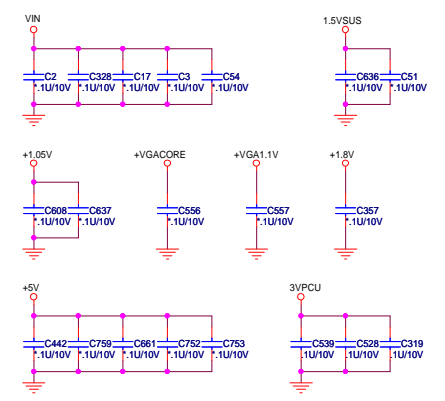 VIN
1.5VSUS
C2 C328 C17 C3 C54 C636 C51
*.1U/10V *.1U/10V *.1U/10V *.1U/10V *.1U/10V *.1U/10V *.1U/10V
+1.05V +VGACORE +VGA1.1V +1.8V
C608 C637 C556 C557 C357
*.1U/10V *.1U/10V *.1U/10V *.1U/10V *.1U/10V
+5V 3VPCU
C442 C759 C661 C752 C753 C539 C528 C319
*.1U/10V *.1U/10V *.1U/10V *.1U/10V *.1U/10V .1U/10V .1U/10V .1U/10V